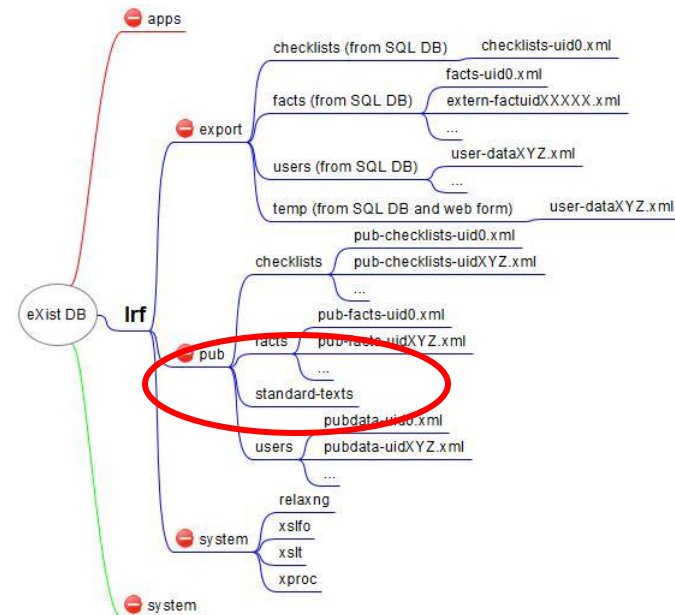 apps
checklists (from SQL DB)
checklists-uid0.xml
facts-uid0.xml
facts (from SQL DB)
extern-factuidXXXXX.xml
...
export
user-dataXYZ.xml
users (from SQL DB)
...
temp (from SQL DB and web form)
user-dataXYZ.xml
pub-checklists-uid0.xml
checklists
pub-checklists-uidXYZ.xml
...
eXist DB
lrf
pub-facts-uid0.xml
facts
pub-facts-uidXYZ.xml
...
pub
standard-texts
pubdata-uid0.xml
users
pubdata-uidXYZ.xml
...
relaxng
xslfo
system
xslt
xproc
system